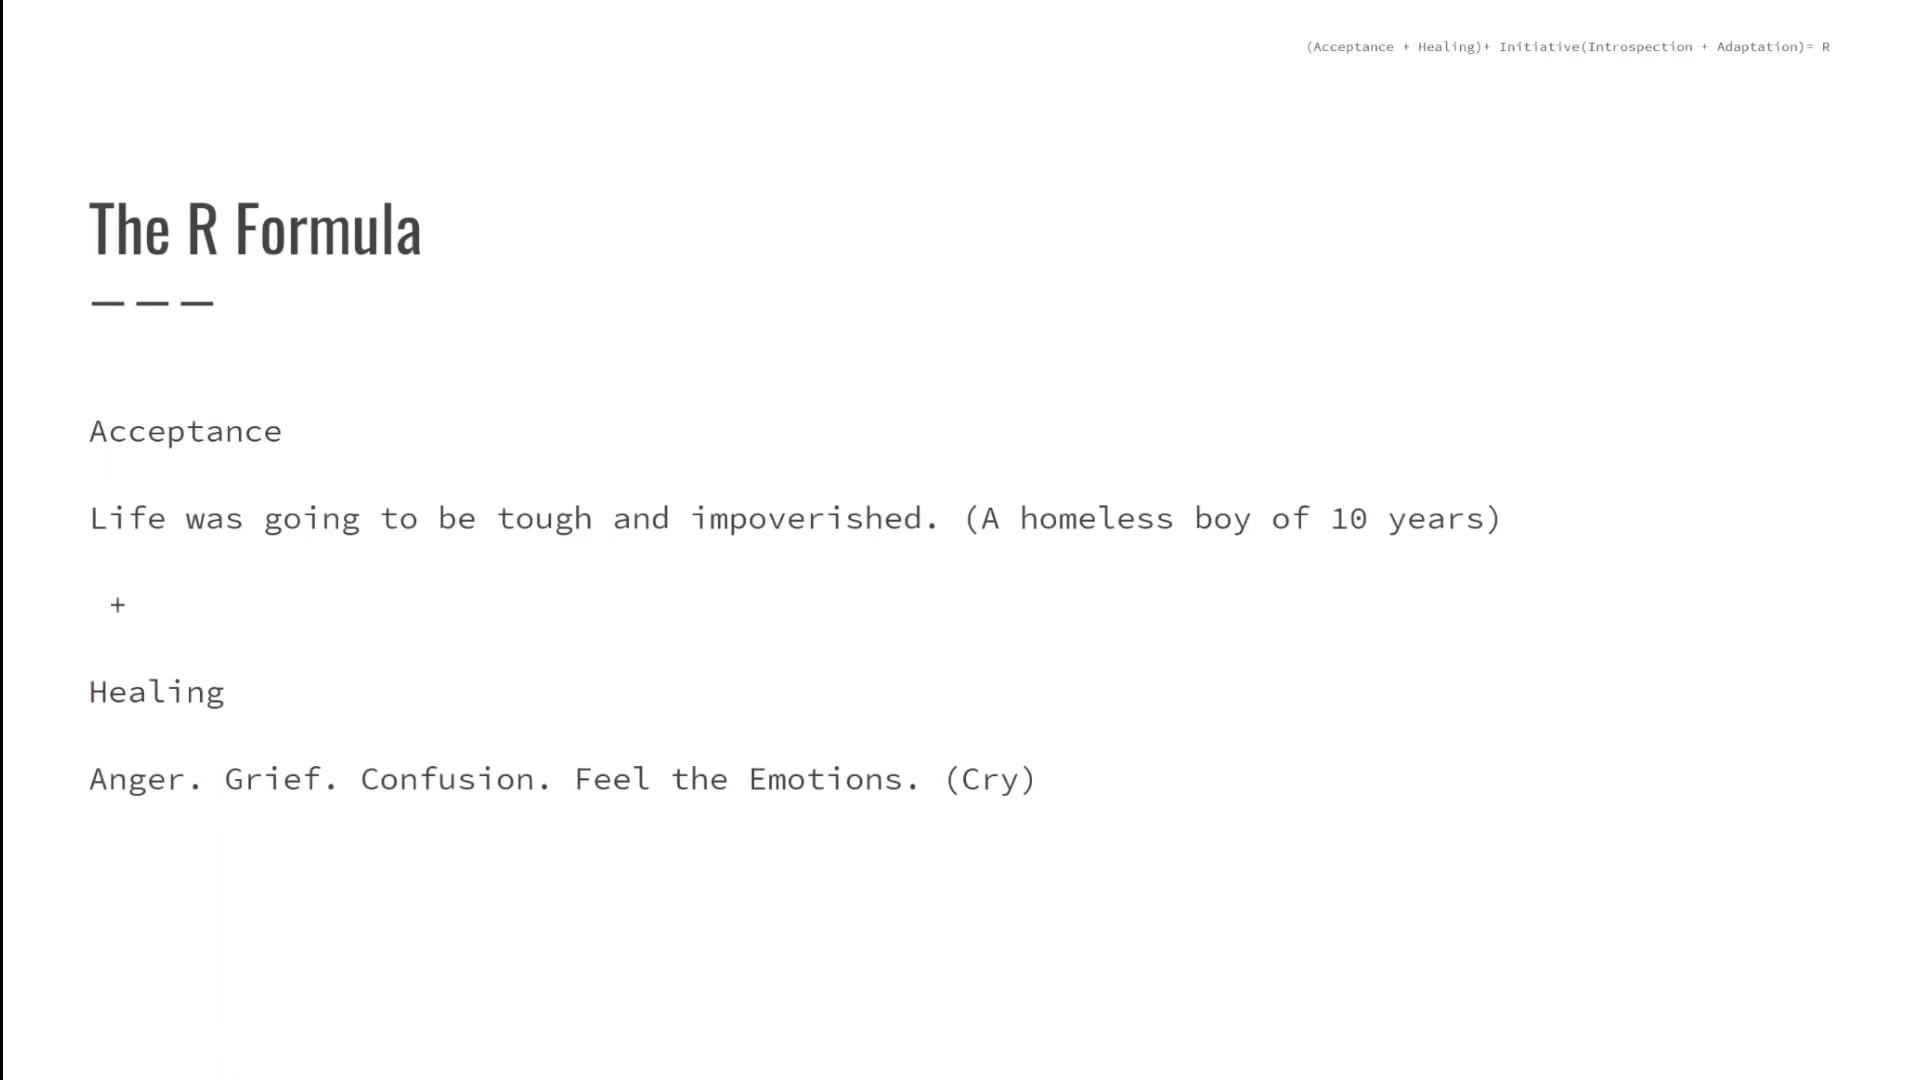 (Acceptance + Healing)+ Initiative(Introspection + Adaptation)= R
The R Formula
Acceptance
Life was going to be tough and impoverished. (A homeless boy of 10 years)
+
Healing
Anger. Grief. Confusion. Feel the Emotions. (Cry)